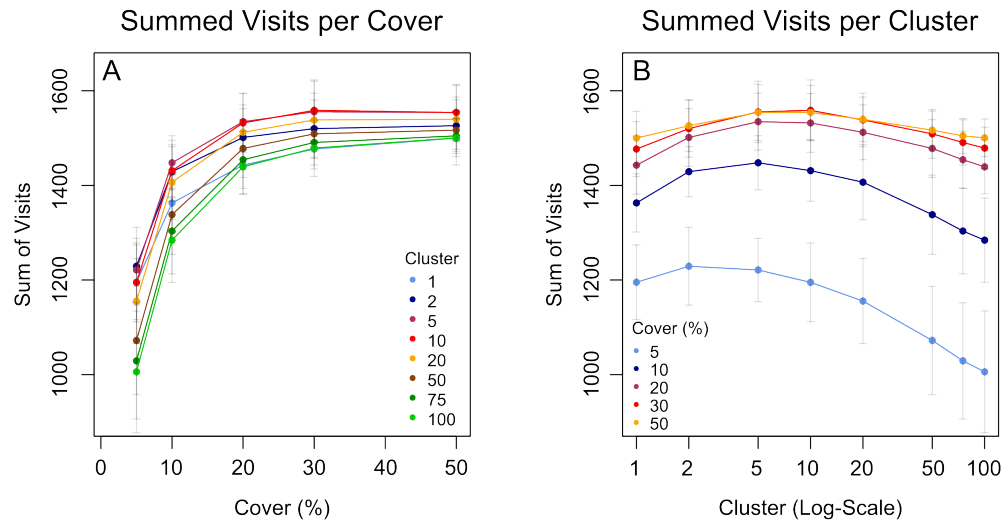 Summed Visits per Cover
A
Sum of Visits
1600
1400
1200
1000
Cluster
1
2
5
10
20
50
75
100
0 10 20 30 40 50
Cover (%)
Summed Visits per Cluster
B
Sum of Visits
1600
1400
1200
1000
Cover (%)
5
10
20
30
50
1 2 5 10 20 50 100
Cluster (Log-Scale)